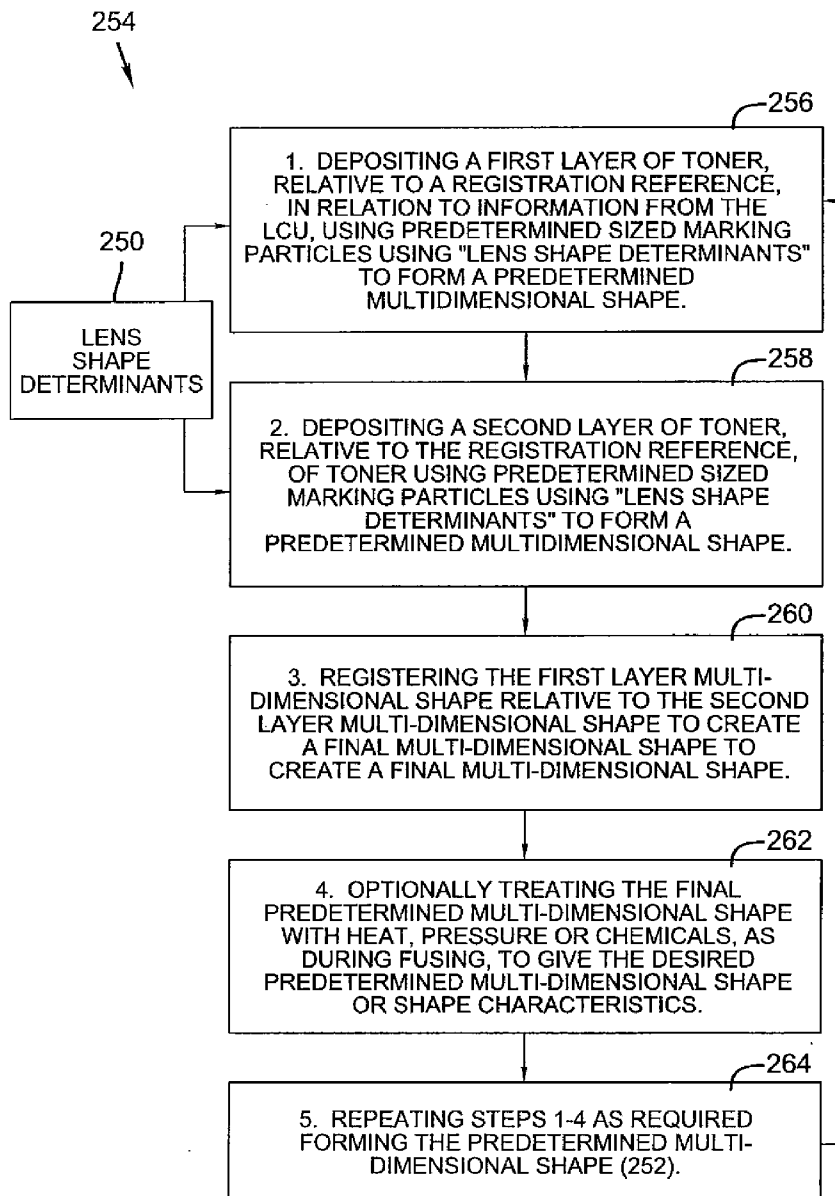 254
256
1. DEPOSITING A FIRST LAYER OF TONER,
RELATIVE TO A REGISTRATION REFERENCE,
IN RELATION TO INFORMATION FROM THE
LCU, USING PREDETERMINED SIZED MARKING
PARTICLES USING "LENS SHAPE DETERMINANTS"
TO FORM A PREDETERMINED
MULTIDIMENSIONAL SHAPE.
250
LENS
SHAPE
DETERMINANTS
258
2. DEPOSITING A SECOND LAYER OF TONER,
RELATIVE TO THE REGISTRATION REFERENCE,
OF TONER USING PREDETERMINED SIZED
MARKING PARTICLES USING "LENS SHAPE
DETERMINANTS" TO FORM A
PREDETERMINED MULTIDIMENSIONAL SHAPE.
260
3. REGISTERING THE FIRST LAYER MULTI-
DIMENSIONAL SHAPE RELATIVE TO THE SECOND
LAYER MULTI-DIMENSIONAL SHAPE TO CREATE
A FINAL MULTI-DIMENSIONAL SHAPE TO
CREATE A FINAL MULTI-DIMENSIONAL SHAPE.
262
4. OPTIONALLY TREATING THE FINAL
PREDETERMINED MULTI-DIMENSIONAL SHAPE
WITH HEAT, PRESSURE OR CHEMICALS, AS
DURING FUSING, TO GIVE THE DESIRED
PREDETERMINED MULTI-DIMENSIONAL SHAPE
OR SHAPE CHARACTERISTICS.
264
5. REPEATING STEPS 1-4 AS REQUIRED
FORMING THE PREDETERMINED MULTI-
DIMENSIONAL SHAPE (252).